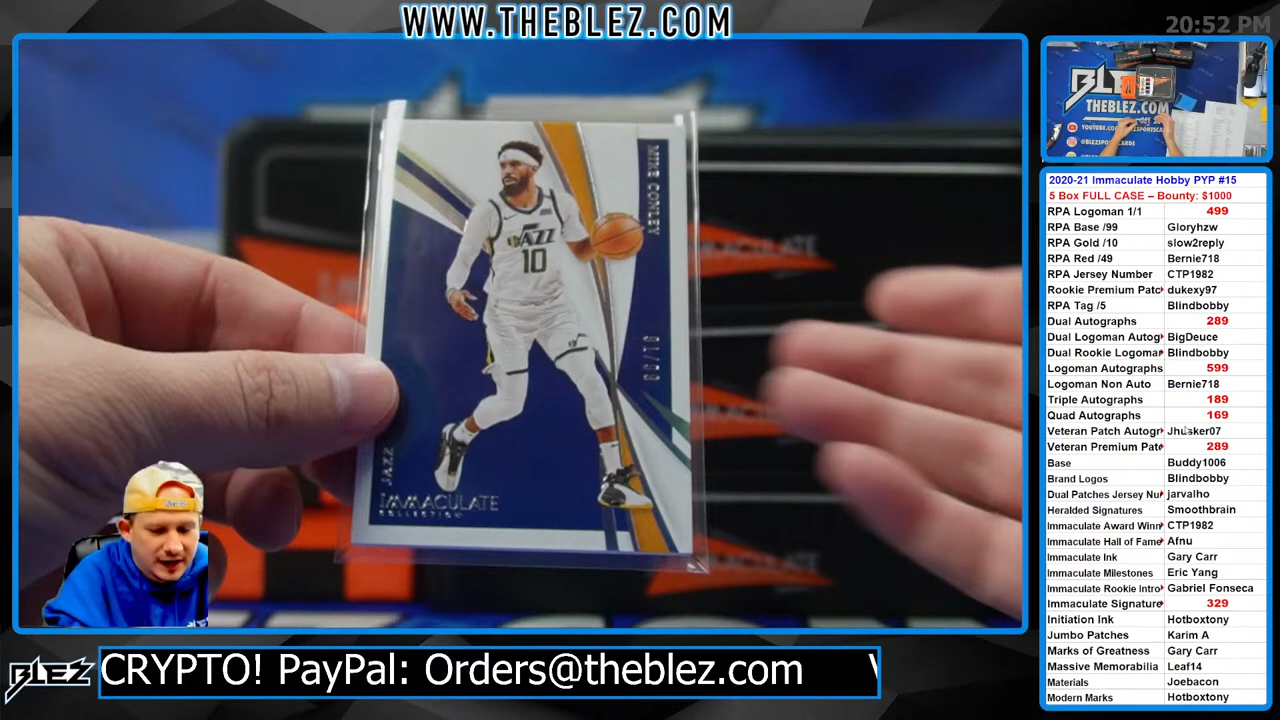 WWW.THEBLEZ.COM
20:52 PM
MIKE CONLEY
JAZZ
10
JAZZ
IMMACULATE
COLLECTION
BLEZ
THEBLEZ.COM
2020-21 Immaculate Hobby PYP #15
5 Box FULL CASE – Bounty: $1000
RPA Logoman 1/1 499
RPA Base /99 Gloryhzw
RPA Gold /10 slow2reply
RPA Red /49 Bernie718
RPA Jersey Number CTP1982
Rookie Premium Patc dukexy97
RPA Tag /5 Blindbobby
Dual Autographs 289
Dual Logoman Autog BigDeuce
Dual Rookie Logoma Blindbobby
Logoman Autographs 599
Logoman Non Auto Bernie718
Triple Autographs 189
Quad Autographs 169
Veteran Patch Autogr Jhusker07
Veteran Premium Pat 289
Base Buddy1006
Brand Logos Blindbobby
Dual Patches Jersey Nu jarvalho
Heralded Signatures Smoothbrain
Immaculate Award Winn CTP1982
Immaculate Hall of Fame Afnu
Immaculate Ink Gary Carr
Immaculate Milestones Eric Yang
Immaculate Rookie Intro Gabriel Fonseca
Immaculate Signature 329
Initiation Ink Hotboxtony
Jumbo Patches Karim A
Marks of Greatness Gary Carr
Massive Memorabilia Leaf14
Materials Joebacon
Modern Marks Hotboxtony
BLEZ
CRYPTO! PayPal: Orders@theblez.com